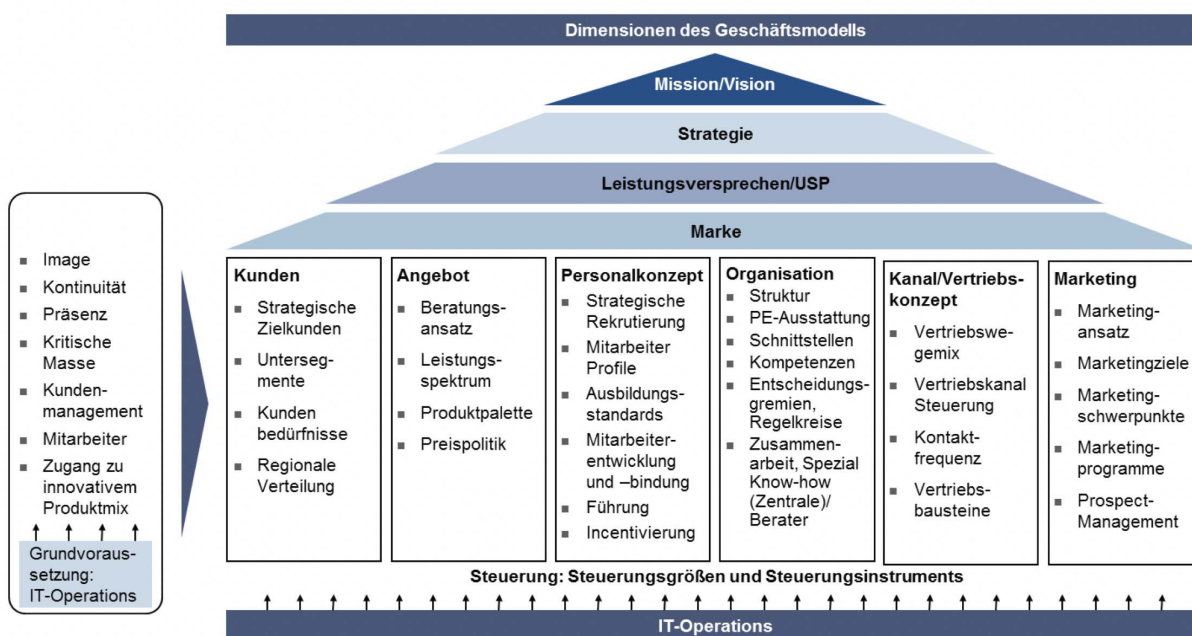 Dimensionen des Geschäftsmodells
Mission/Vision
Strategie
Leistungsversprechen/USP
Marke
Image
Kontinuität
Präsenz
Kritische
Masse
Kunden-
management
Mitarbeiter
Zugang zu
innovativem
Produktmix
Grundvoraus-
setzung:
IT-Operations
Kunden
Strategische
Zielkunden
Unterseg-
mente
Kunden
bedürfnisse
Regionale
Verteilung
Angebot
Beratungs-
ansatz
Leistungs-
spektrum
Produktpalette
Preispolitik
Personalkonzept
Strategische
Rekrutierung
Mitarbeiter
Profile
Ausbildungs-
standards
Mitarbeiter-
entwicklung
und –bindung
Führung
Incentivierung
Organisation
Struktur
PE-Ausstattung
Schnittstellen
Kompetenzen
Entscheidungs-
gremien,
Regelkreise
Zusammen-
arbeit, Spezial
Know-how
(Zentrale)/
Berater
Kanal/Vertriebs-
konzept
Vertriebswe-
gemix
Vertriebskanal
Steuerung
Kontakt-
frequenz
Vertriebs-
bausteine
Marketing
Marketing-
ansatz
Marketingziele
Marketing-
schwerpunkte
Marketing-
programme
Prospect-
Management
Steuerung: Steuerungsgrößen und Steuerungsinstruments
IT-Operations